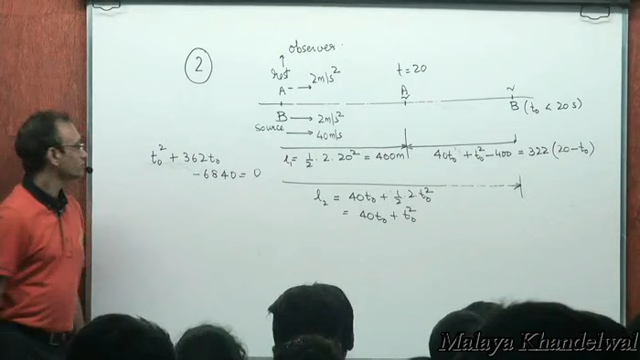 2
observer
↑
rest
A → 2m/s²
t = 20
A
B → 2m/s²
B (t₀ < 20s)
source → 40m/s
l₁ = 1/2 · 2 · 20² = 400m
40t₀ + t₀² - 400 = 322 (20 - t₀)
t₀² + 362t₀
- 6840 = 0
l₂ = 40t₀ + 1/2 2 t₀²
= 40t₀ + t₀²
Malaya Khandelwal